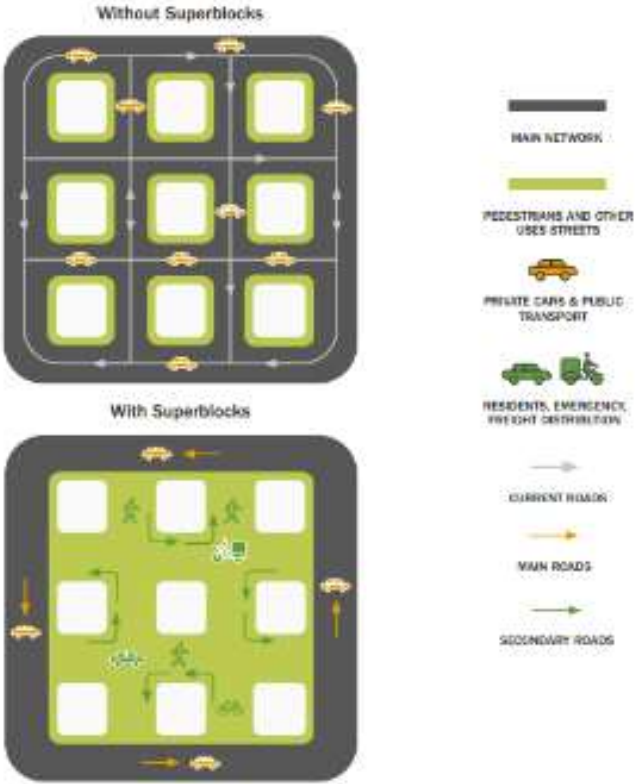 Without Superblocks
MAIN NETWORK
PEDESTRIANS AND OTHER
USES STREETS
PRIVATE CARS & PUBLIC
TRANSPORT
With Superblocks
RESIDENTS, EMERGENCY,
FREIGHT DISTRIBUTION
CURRENT ROADS
MAIN ROADS
SECONDARY ROADS